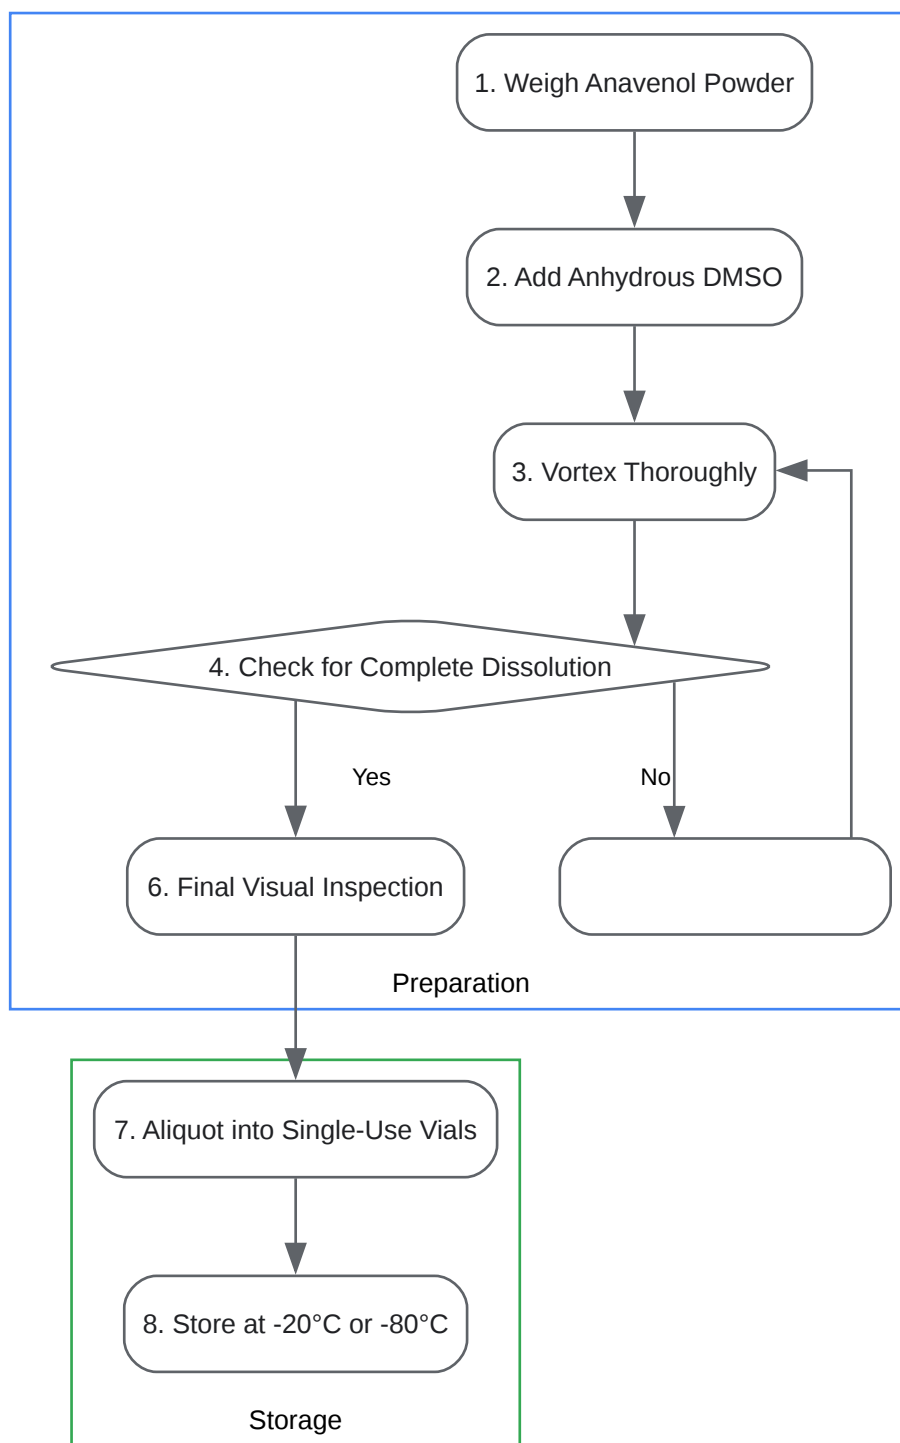 1. Weigh Anavenol Powder
2. Add Anhydrous DMSO
3. Vortex Thoroughly
4. Check for Complete Dissolution
Yes
No
6. Final Visual Inspection
Preparation
7. Aliquot into Single-Use Vials
8. Store at -20°C or -80°C
Storage